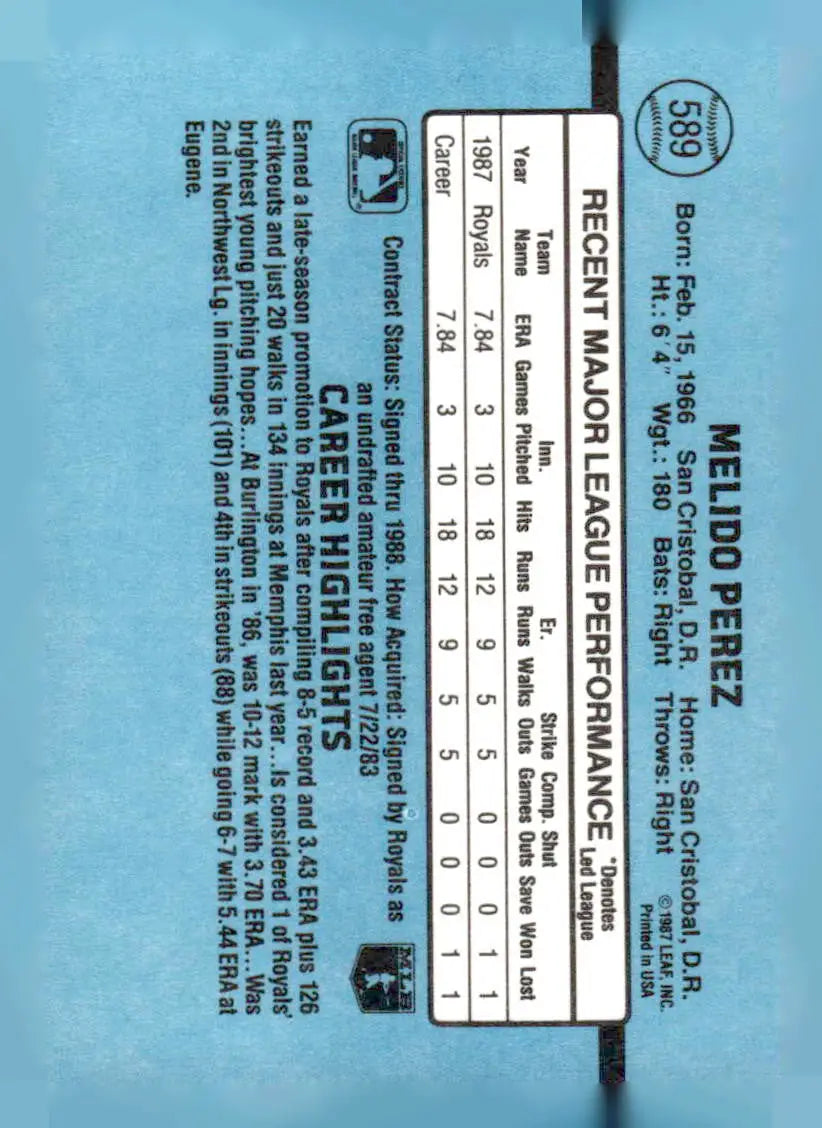 MELIDO PEREZ
589
Born: Feb. 15, 1966 San Cristobal, D.R. Home: San Cristobal, D.R.
Ht.: 6′4″ Wgt.: 180 Bats: Right Throws: Right
©1987 LEAF, INC.
Printed in USA
RECENT MAJOR LEAGUE PERFORMANCE *Denotes
Led League
Team Inn. Er. Strike Comp. Shut
Year Name ERA Games Pitched Hits Runs Runs Walks Outs Games Outs Save Won Lost
1987 Royals 7.84 3 10 18 12 9 5 5 0 0 0 1 1
Career 7.84 3 10 18 12 9 5 5 0 0 0 1 1
Contract Status: Signed thru 1988. How Acquired: Signed by Royals as
an undrafted amateur free agent 7/22/83
MLB
CAREER HIGHLIGHTS
Earned a late-season promotion to Royals after compiling 8-5 record and 3.43 ERA plus 126
strikeouts and just 20 walks in 134 innings at Memphis last year...Is considered 1 of Royals'
brightest young pitching hopes...At Burlington in '86, was 10-12 mark with 3.70 ERA...Was
2nd in Northwest Lg. in innings (101) and 4th in strikeouts (88) while going 6-7 with 5.44 ERA at
Eugene.